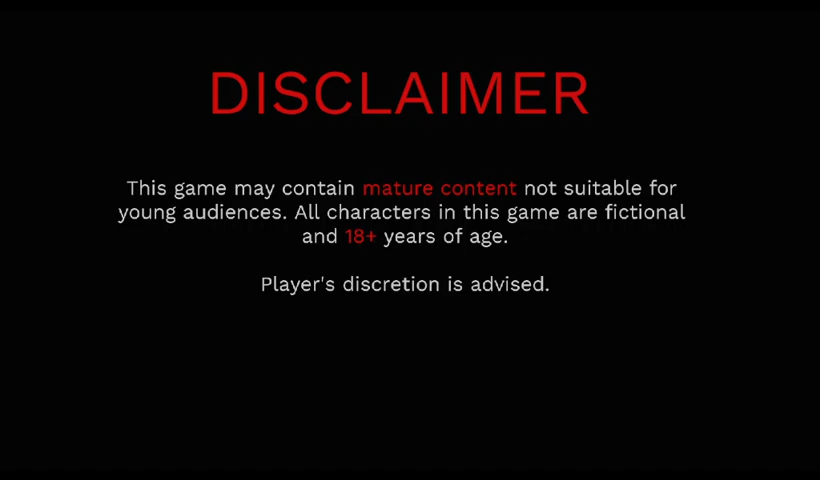 DISCLAIMER
This game may contain mature content not suitable for
young audiences. All characters in this game are fictional
and 18+ years of age.
Player's discretion is advised.